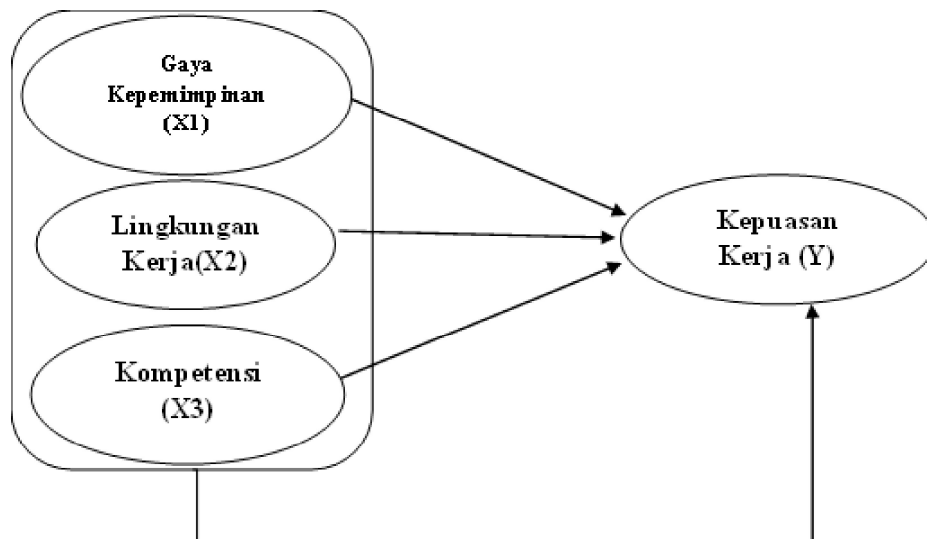 Gaya
Kepemimpinan
(X1)
Lingkungan
Kerja(X2)
Kompetensi
(X3)
Kepuasan
Kerja (Y)